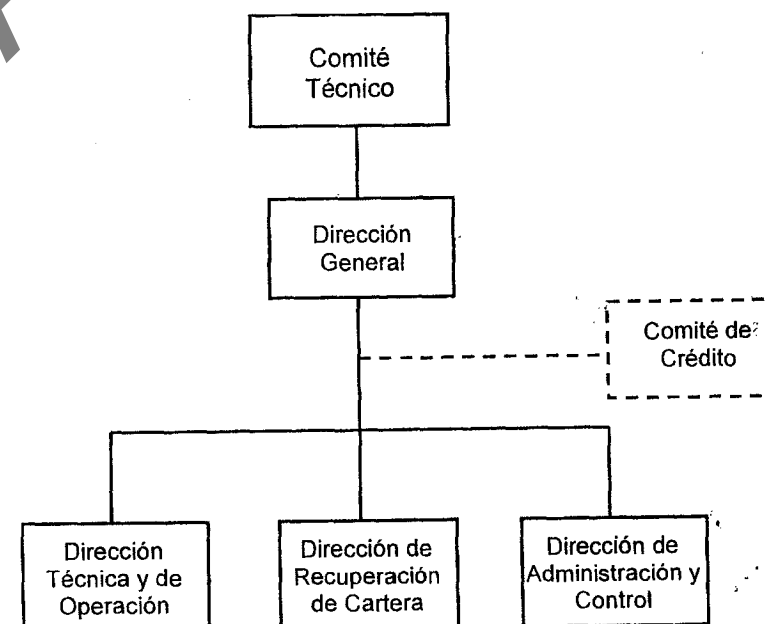 Comité
Técnico
Dirección
General
Comité de
Crédito
Dirección
Técnica y de
Operación
Dirección de
Recuperación
de Cartera
Dirección de
Administración y
Control